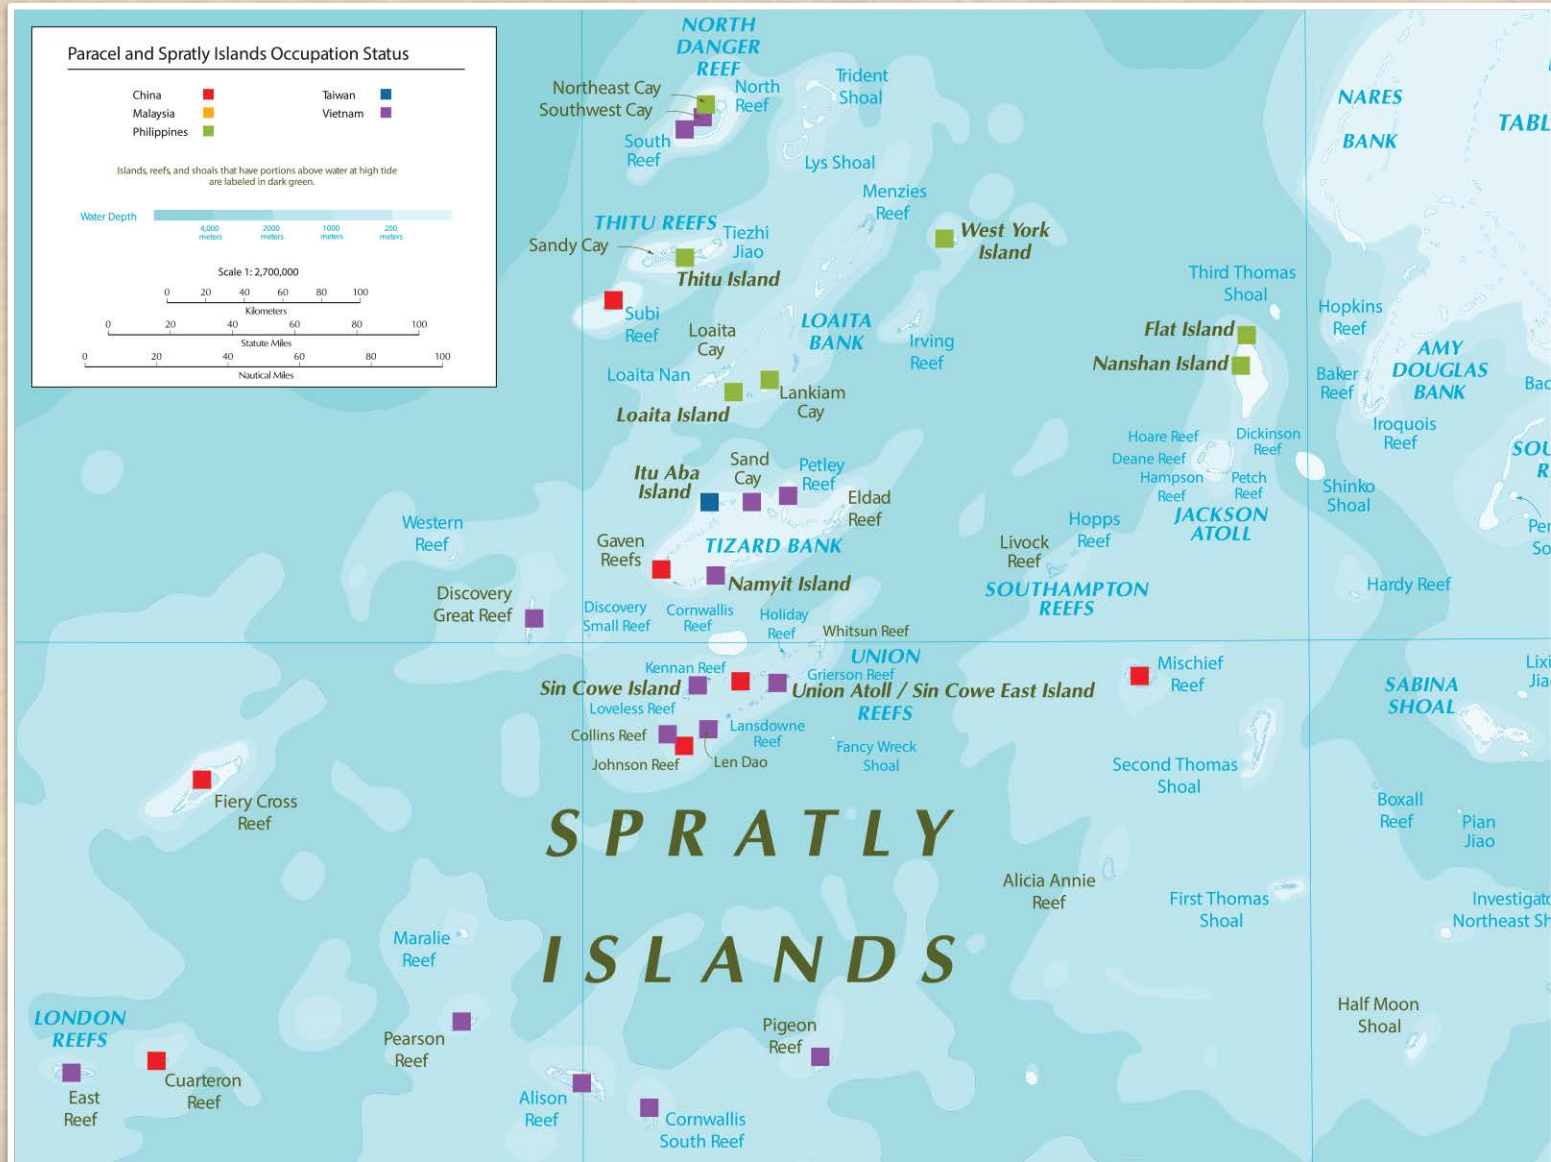 Paracel and Spratly Islands Occupation Status
China
Taiwan
Malaysia
Vietnam
Philippines
Islands, reefs, and shoals that have portions above water at high tide
are labeled in dark green.
Water Depth
4,000
meters
2000
meters
1000
meters
200
meters
Scale 1: 2,700,000
0 20 40 60 80 100
Kilometers
0 20 40 60 80 100
Statute Miles
0 20 40 60 80 100
Nautical Miles
NORTH
DANGER
REEF
Northeast Cay
Southwest Cay
North
Reef
South
Reef
Trident
Shoal
Lys Shoal
NARES
BANK
TABL
Menzies
Reef
THITU REEFS
Sandy Cay
Tiezhi
Jiao
Thitu Island
West York
Island
Subi
Reef
Loaita
Cay
LOAITA
BANK
Irving
Reef
Loaita Nan
Lankiam
Cay
Loaita Island
Third Thomas
Shoal
Flat Island
Nanshan Island
Hopkins
Reef
Baker
Reef
AMY
DOUGLAS
BANK
Bac
Iroquois
Reef
Hoare Reef
Dickinson
Reef
Deane Reef
Hampson
Reef
Petch
Reef
JACKSON
ATOLL
Shinko
Shoal
SOU
R
Pen
So
Itu Aba
Island
Sand
Cay
Petley
Reef
Eldad
Reef
Western
Reef
Gaven
Reefs
TIZARD BANK
Namyit Island
Livock
Reef
Hopps
Reef
SOUTHAMPTON
REEFS
Hardy Reef
Discovery
Great Reef
Discovery
Small Reef
Cornwallis
Reef
Holiday
Reef
Whitsun Reef
UNION
Kennan Reef
Grierson Reef
Sin Cowe Island
Union Atoll / Sin Cowe East Island
REEFS
Loveless Reef
Collins Reef
Lansdowne
Reef
Johnson Reef
Len Dao
Fancy Wreck
Shoal
Mischief
Reef
SABINA
SHOAL
Lixi
Jia
Second Thomas
Shoal
Fiery Cross
Reef
Boxall
Reef
Pian
Jiao
SPRATLY
ISLANDS
Alicia Annie
Reef
First Thomas
Shoal
Investigato
Northeast Sh
Maralie
Reef
Half Moon
Shoal
LONDON
REEFS
Pearson
Reef
Pigeon
Reef
East
Reef
Cuarteron
Reef
Alison
Reef
Cornwallis
South Reef